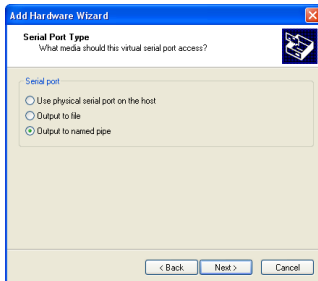 Add Hardware Wizard
Serial Port Type
What media should this virtual serial port access?
Serial port
Use physical serial port on the host
Output to file
Output to named pipe
< Back
Next >
Cancel